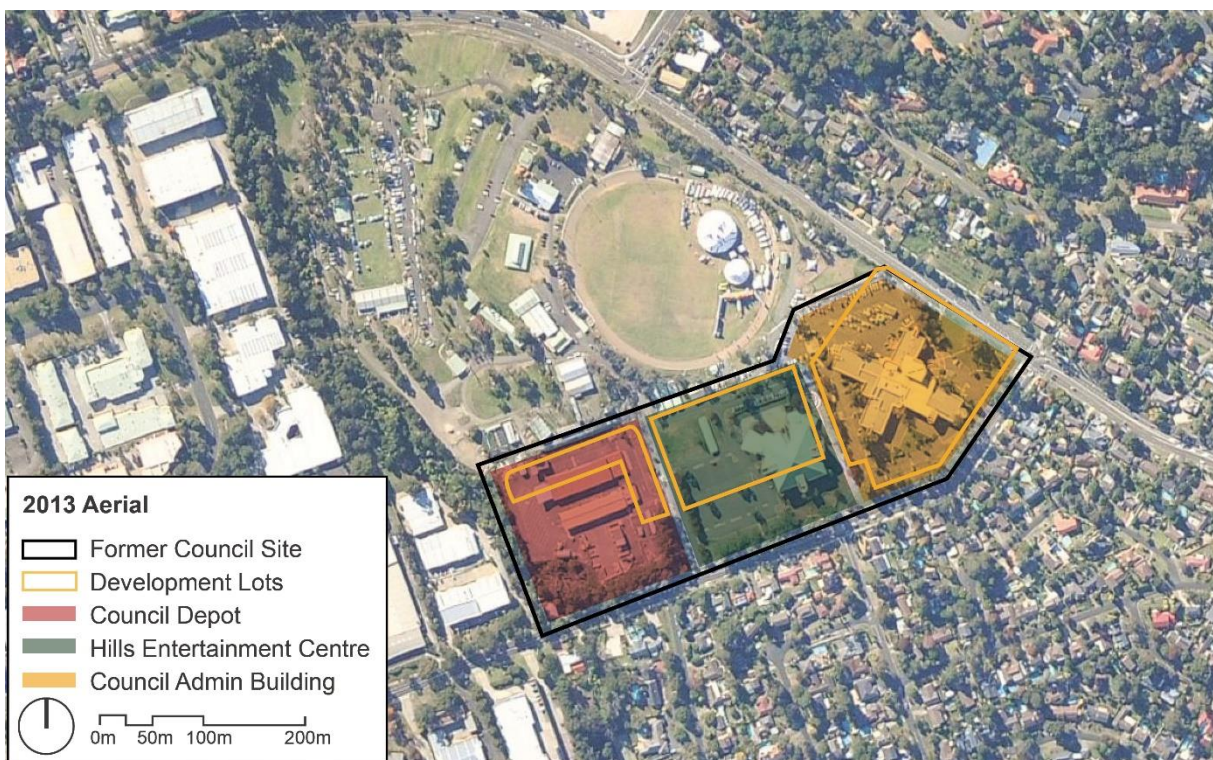 2013 Aerial
Former Council Site
Development Lots
Council Depot
Hills Entertainment Centre
Council Admin Building
0m 50m 100m 200m